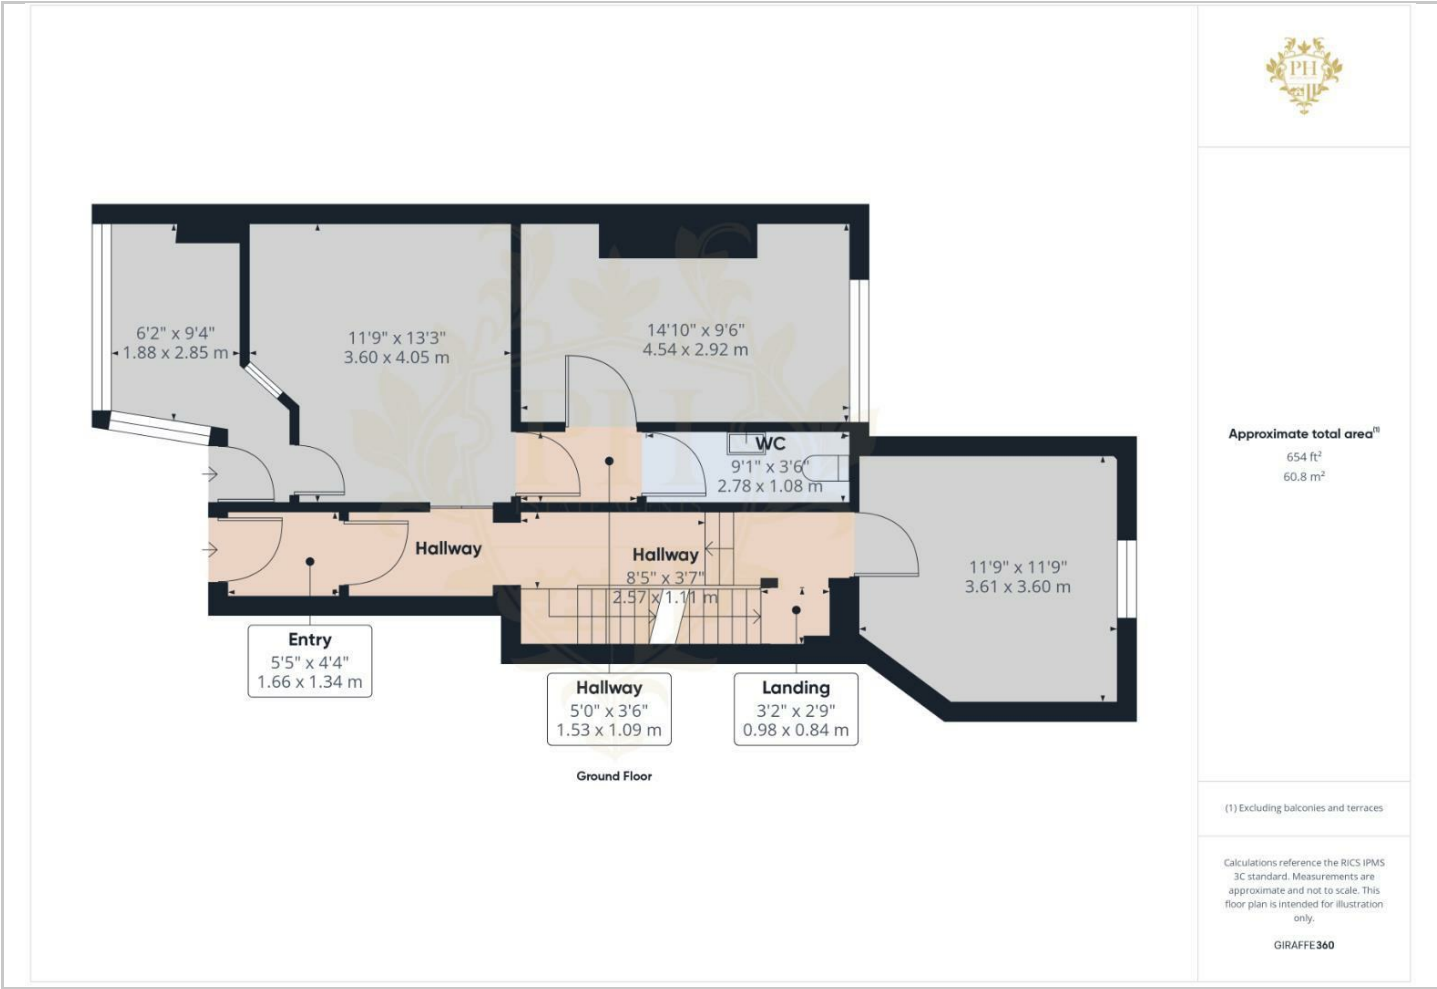 PH
6'2" x 9'4"
1.88 x 2.85 m
11'9" x 13'3"
3.60 x 4.05 m
14'10" x 9'6"
4.54 x 2.92 m
WC
9'1" x 3'6"
2.78 x 1.08 m
Hallway
Hallway
8'5" x 3'7"
2.57 x 1.11 m
11'9" x 11'9"
3.61 x 3.60 m
Entry
5'5" x 4'4"
1.66 x 1.34 m
Hallway
5'0" x 3'6"
1.53 x 1.09 m
Landing
3'2" x 2'9"
0.98 x 0.84 m
Ground Floor
PH
Approximate total area(1)
654 ft²
60.8 m²
(1) Excluding balconies and terraces
Calculations reference the RICS IPMS
3C standard. Measurements are
approximate and not to scale. This
floor plan is intended for illustration
only.
GIRAFFE360